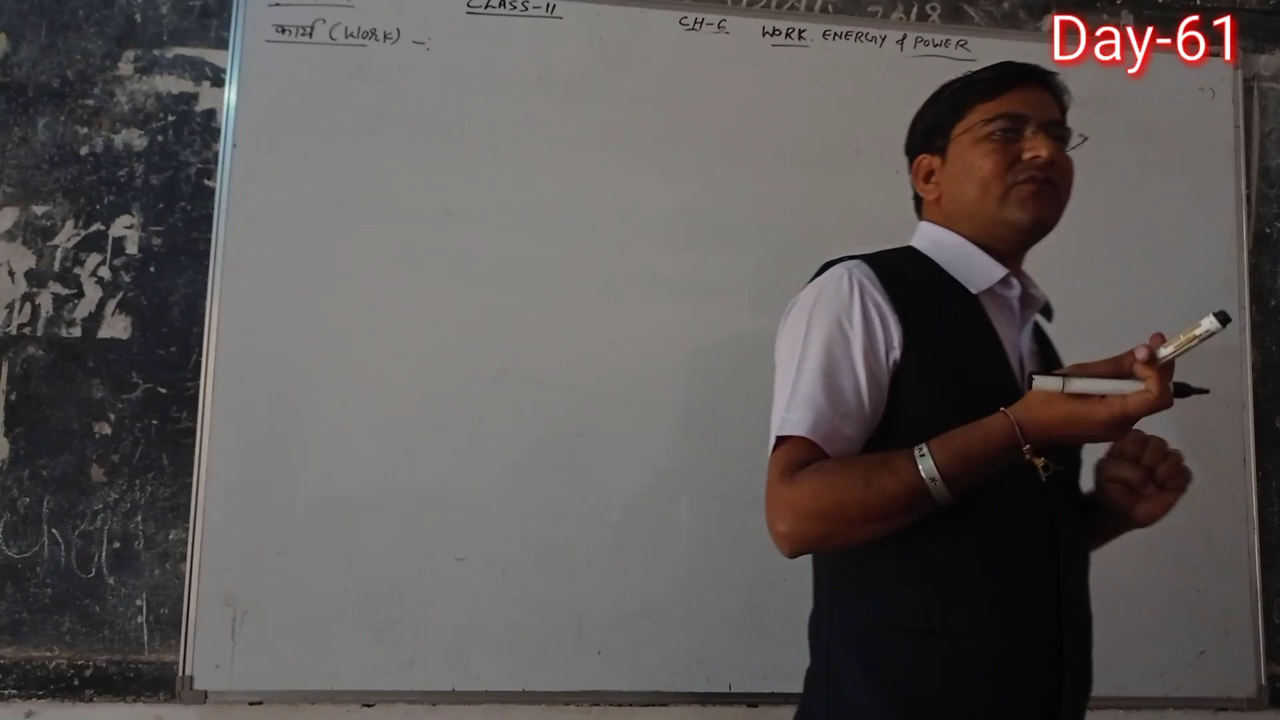 CLASS-11
CH-6 WORK. ENERGY & POWER
Day-61
कार्य (WORK) -: